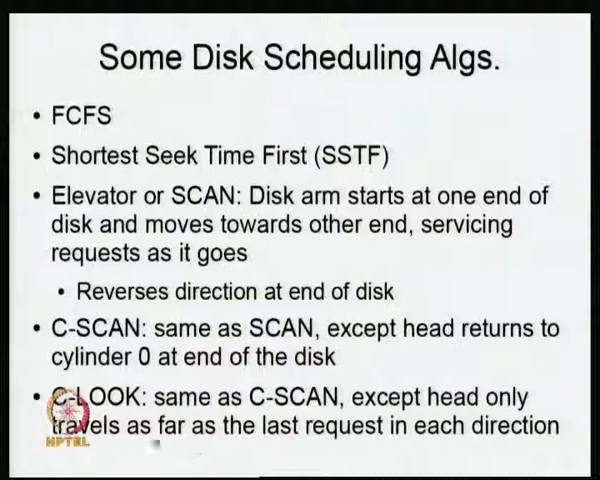 Some Disk Scheduling Algs.
• FCFS
• Shortest Seek Time First (SSTF)
• Elevator or SCAN: Disk arm starts at one end of
disk and moves towards other end, servicing
requests as it goes
• Reverses direction at end of disk
• C-SCAN: same as SCAN, except head returns to
cylinder 0 at end of the disk
• C-LOOK: same as C-SCAN, except head only
travels as far as the last request in each direction
NPTEL